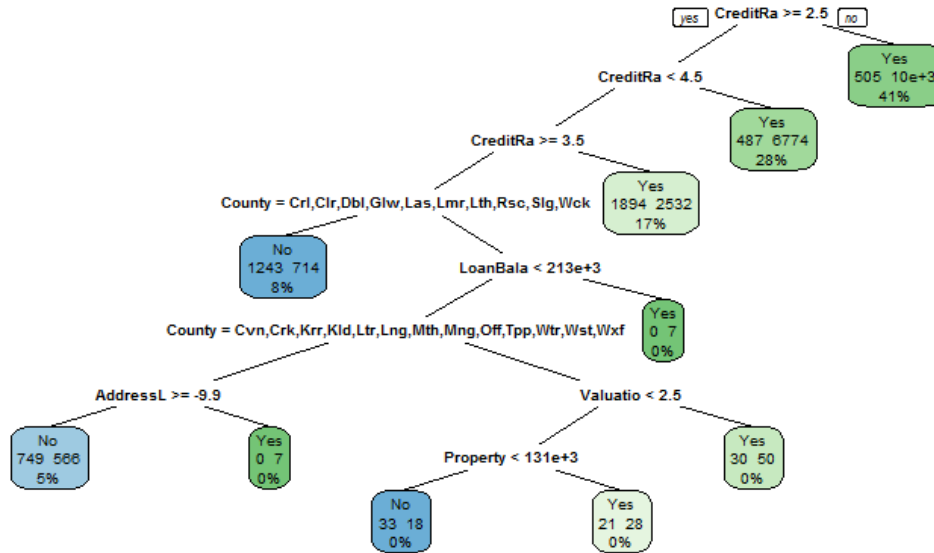 yes CreditRa >= 2.5 no
Yes
505 10e+3
41%
CreditRa < 4.5
Yes
487 6774
28%
CreditRa >= 3.5
Yes
1894 2532
17%
County = Crl,Clr,Dbl,Glw,Las,Lmr,Lth,Rsc,Slg,Wck
No
1243 714
8%
LoanBala < 213e+3
Yes
0 7
0%
County = Cvn,Crk,Krr,Kld,Ltr,Lng,Mth,Mng,Off,Tpp,Wtr,Wst,Wxf
AddressL >= -9.9
Valuatio < 2.5
No
749 566
5%
Yes
0 7
0%
Property < 131e+3
Yes
30 50
0%
No
33 18
0%
Yes
21 28
0%